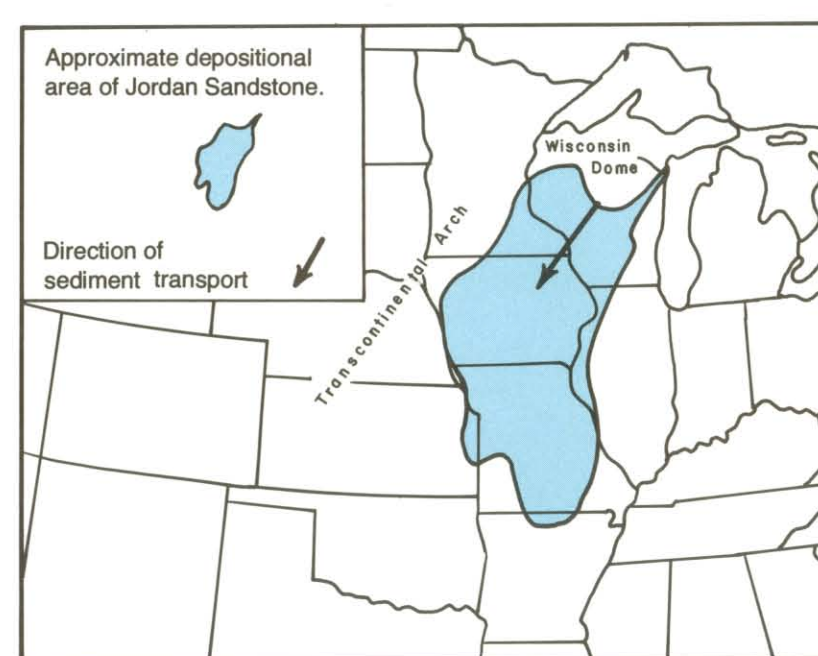 Approximate depositional
area of Jordan Sandstone.
Direction of
sediment transport
Wisconsin
Dome
Transcontinental Arch